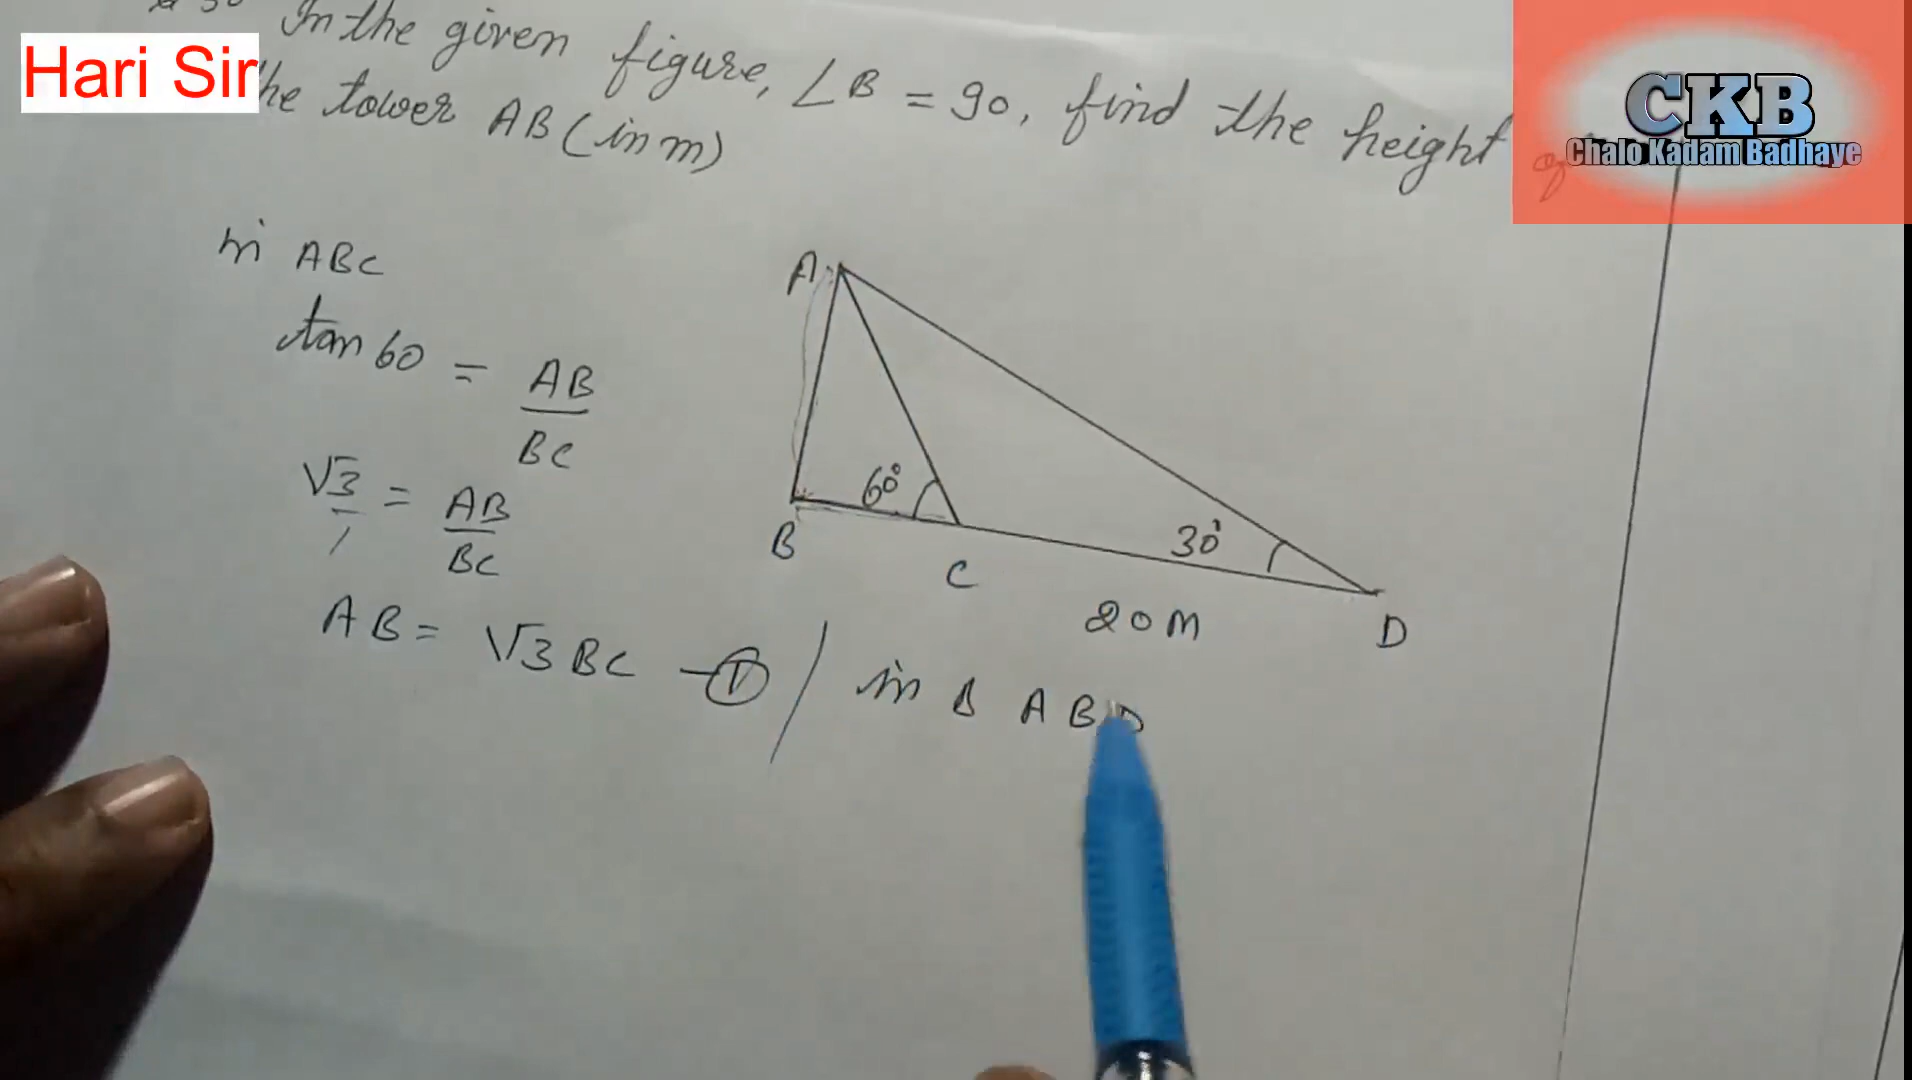 In the given figure, ∠B = 90, find the height
the tower AB (in m)
Hari Sir
CKB
Chalo Kadam Badhaye
in ABC
tan 60 = AB/BC
√3/1 = AB/BC
AB = √3 BC - ①
in B ABD
A
60°
30°
B
C
20 M
D